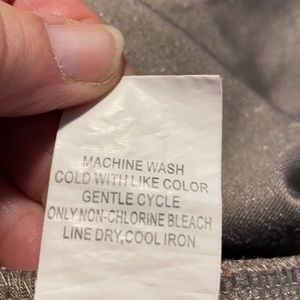 MACHINE WASH
COLD WITH LIKE COLOR
GENTLE CYCLE
ONLY NON-CHLORINE BLEACH
LINE DRY,COOL IRON